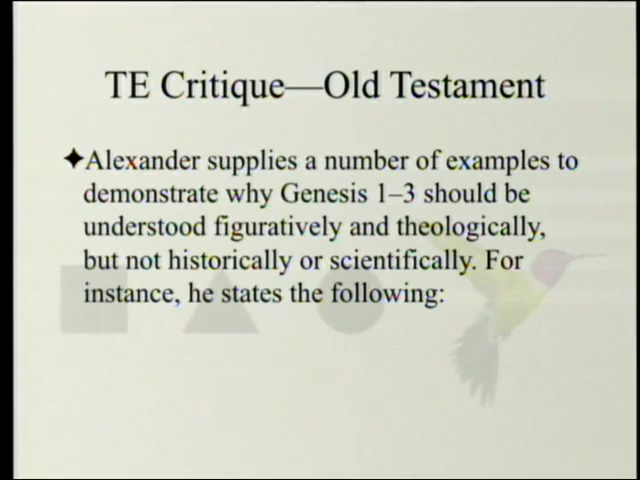 TE Critique—Old Testament
✦Alexander supplies a number of examples to
demonstrate why Genesis 1–3 should be
understood figuratively and theologically,
but not historically or scientifically. For
instance, he states the following: